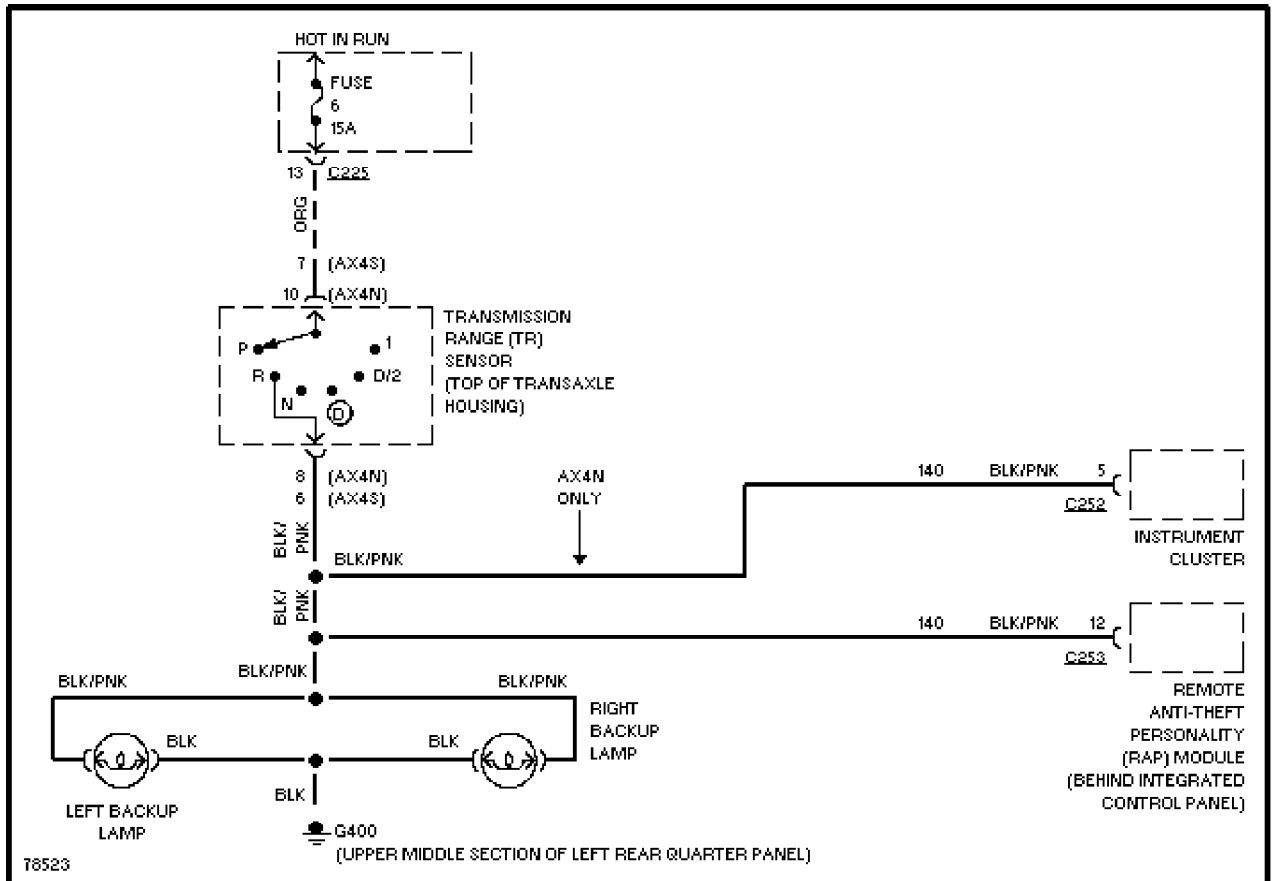 HOT IN RUN
FUSE
6
15A
13 C225
ORG
7 (AX4S)
10 (AX4N)
TRANSMISSION
RANGE (TR)
SENSOR
(TOP OF TRANSAXLE
HOUSING)
P
1
R
D/2
N
D
8 (AX4N)
6 (AX4S)
BLK/
PNK
AX4N
ONLY
140 BLK/PNK 5
C252
INSTRUMENT
CLUSTER
BLK/PNK
BLK/
PNK
140 BLK/PNK 12
C253
REMOTE
ANTI-THEFT
PERSONALITY
(RAP) MODULE
(BEHIND INTEGRATED
CONTROL PANEL)
BLK/PNK
BLK/PNK
BLK/PNK
RIGHT
BACKUP
LAMP
BLK
BLK
LEFT BACKUP
LAMP
BLK
G400
(UPPER MIDDLE SECTION OF LEFT REAR QUARTER PANEL)
78523